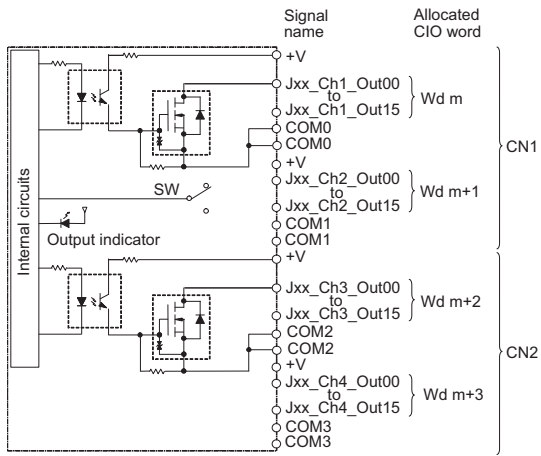 Signal
name
Allocated
CIO word
+V
Jxx_Ch1_Out00
to
Jxx_Ch1_Out15
Wd m
COM0
COM0
+V
Jxx_Ch2_Out00
to
Jxx_Ch2_Out15
Wd m+1
COM1
COM1
CN1
Internal circuits
SW
Output indicator
+V
Jxx_Ch3_Out00
to
Jxx_Ch3_Out15
Wd m+2
COM2
COM2
+V
Jxx_Ch4_Out00
to
Jxx_Ch4_Out15
Wd m+3
COM3
COM3
CN2